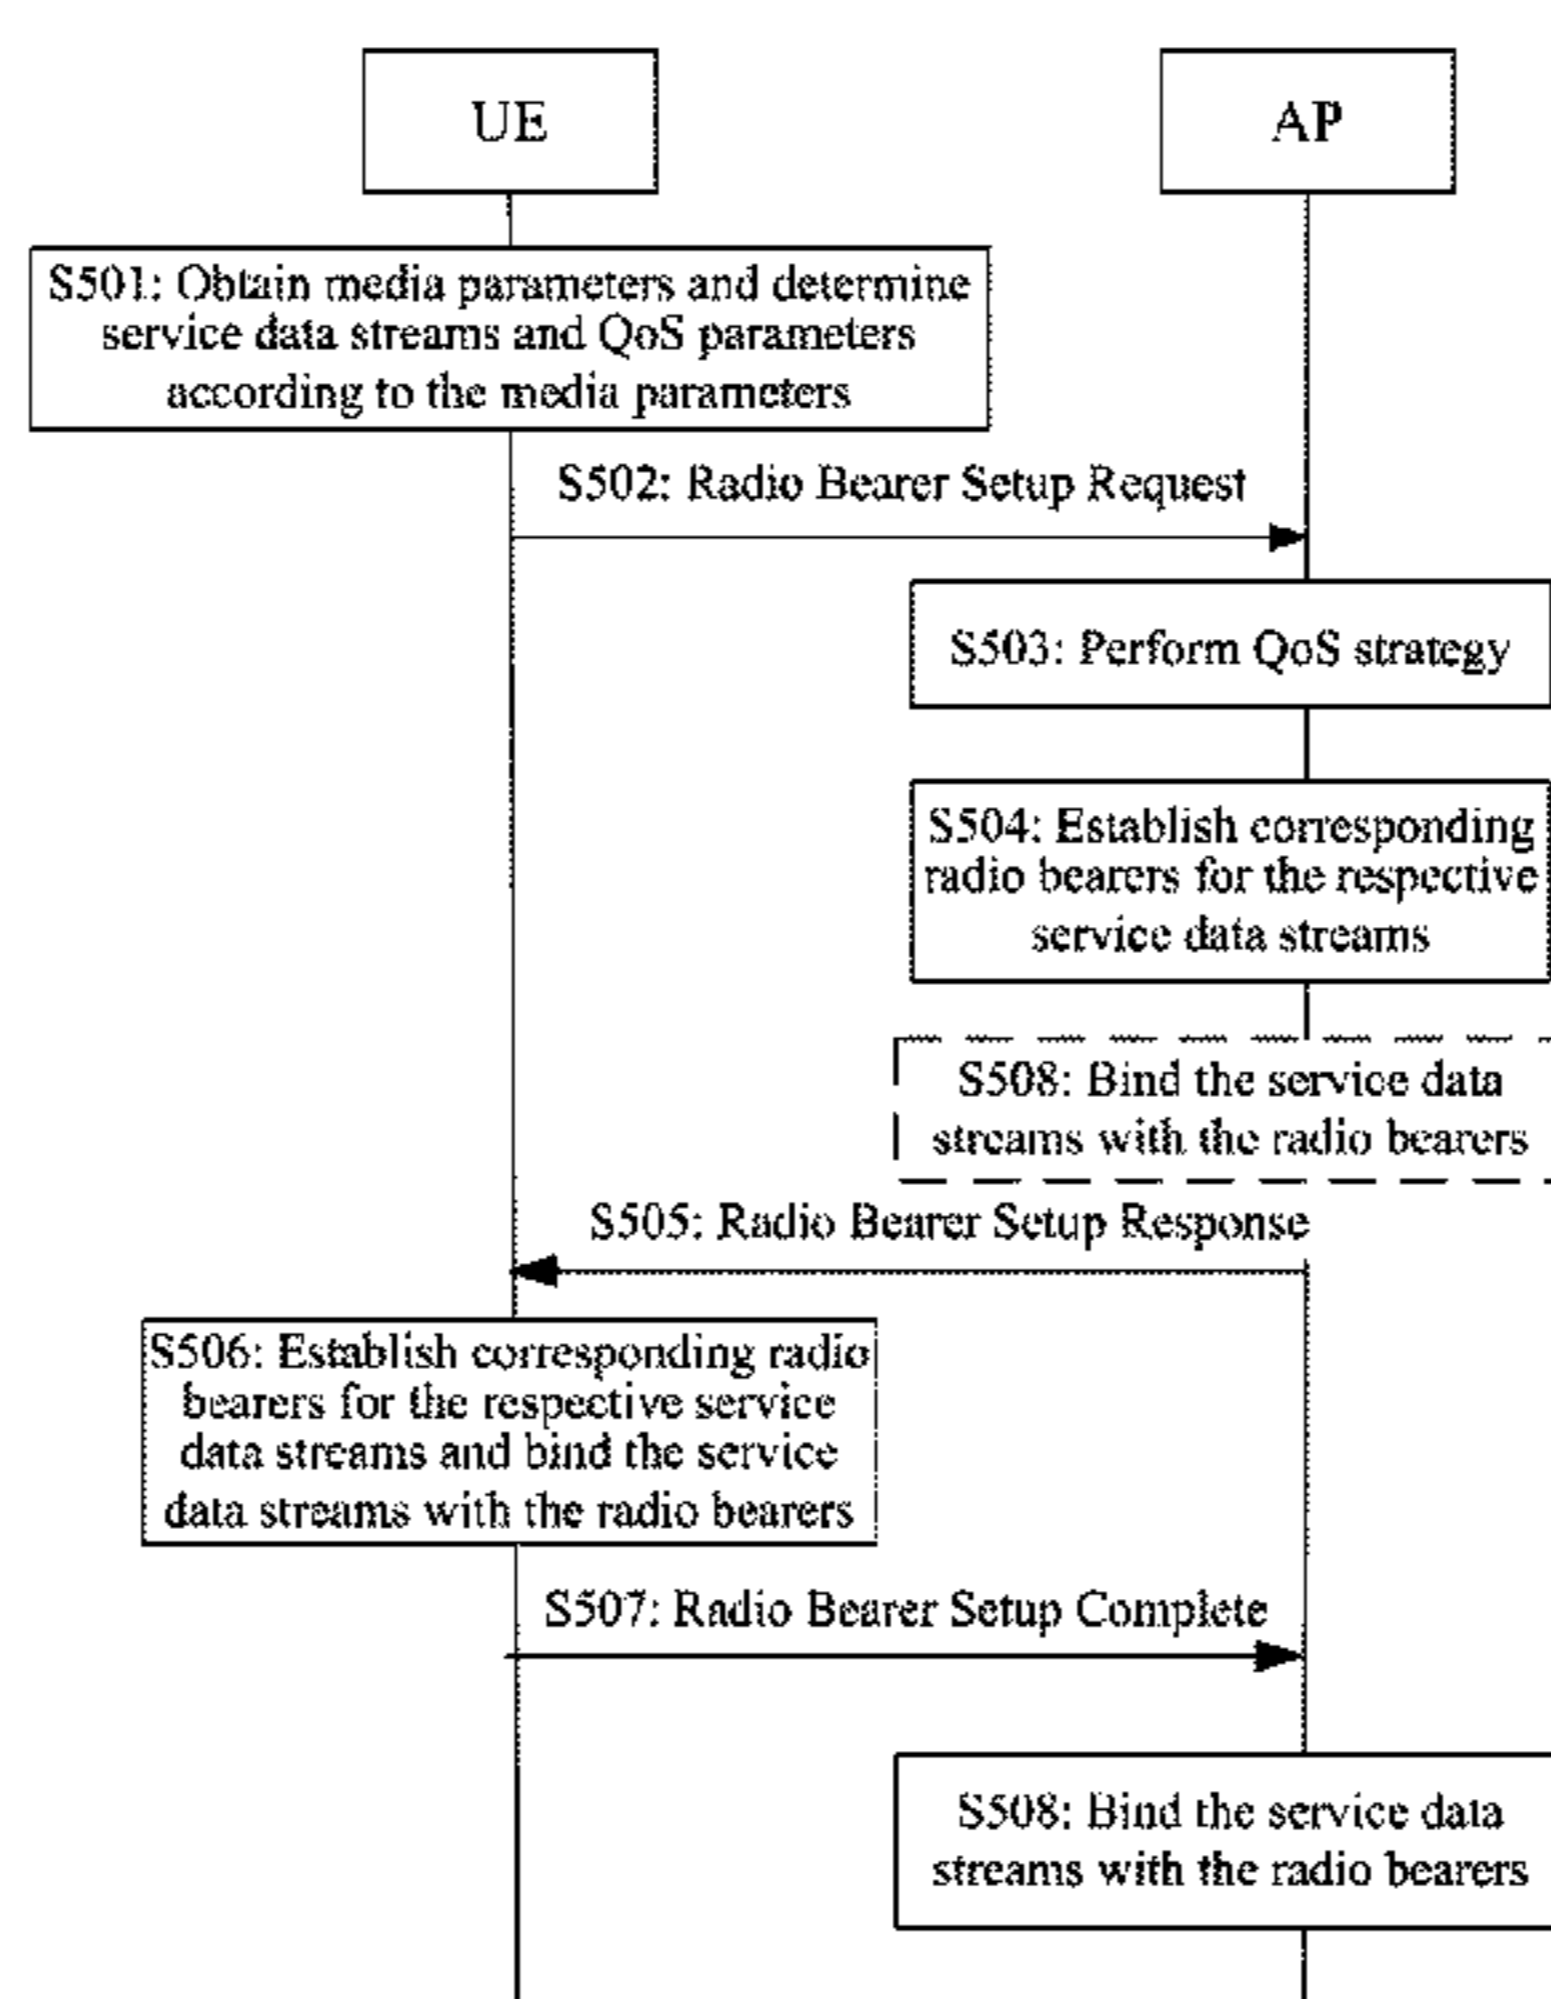 UE
AP
S501: Obtain media parameters and determine
service data streams and QoS parameters
according to the media parameters
S502: Radio Bearer Setup Request
S503: Perform QoS strategy
S504: Establish corresponding
radio bearers for the respective
service data streams
S508: Bind the service data
streams with the radio bearers
S505: Radio Bearer Setup Response
S506: Establish corresponding radio
bearers for the respective service
data streams and bind the service
data streams with the radio bearers
S507: Radio Bearer Setup Complete
S508: Bind the service data
streams with the radio bearers